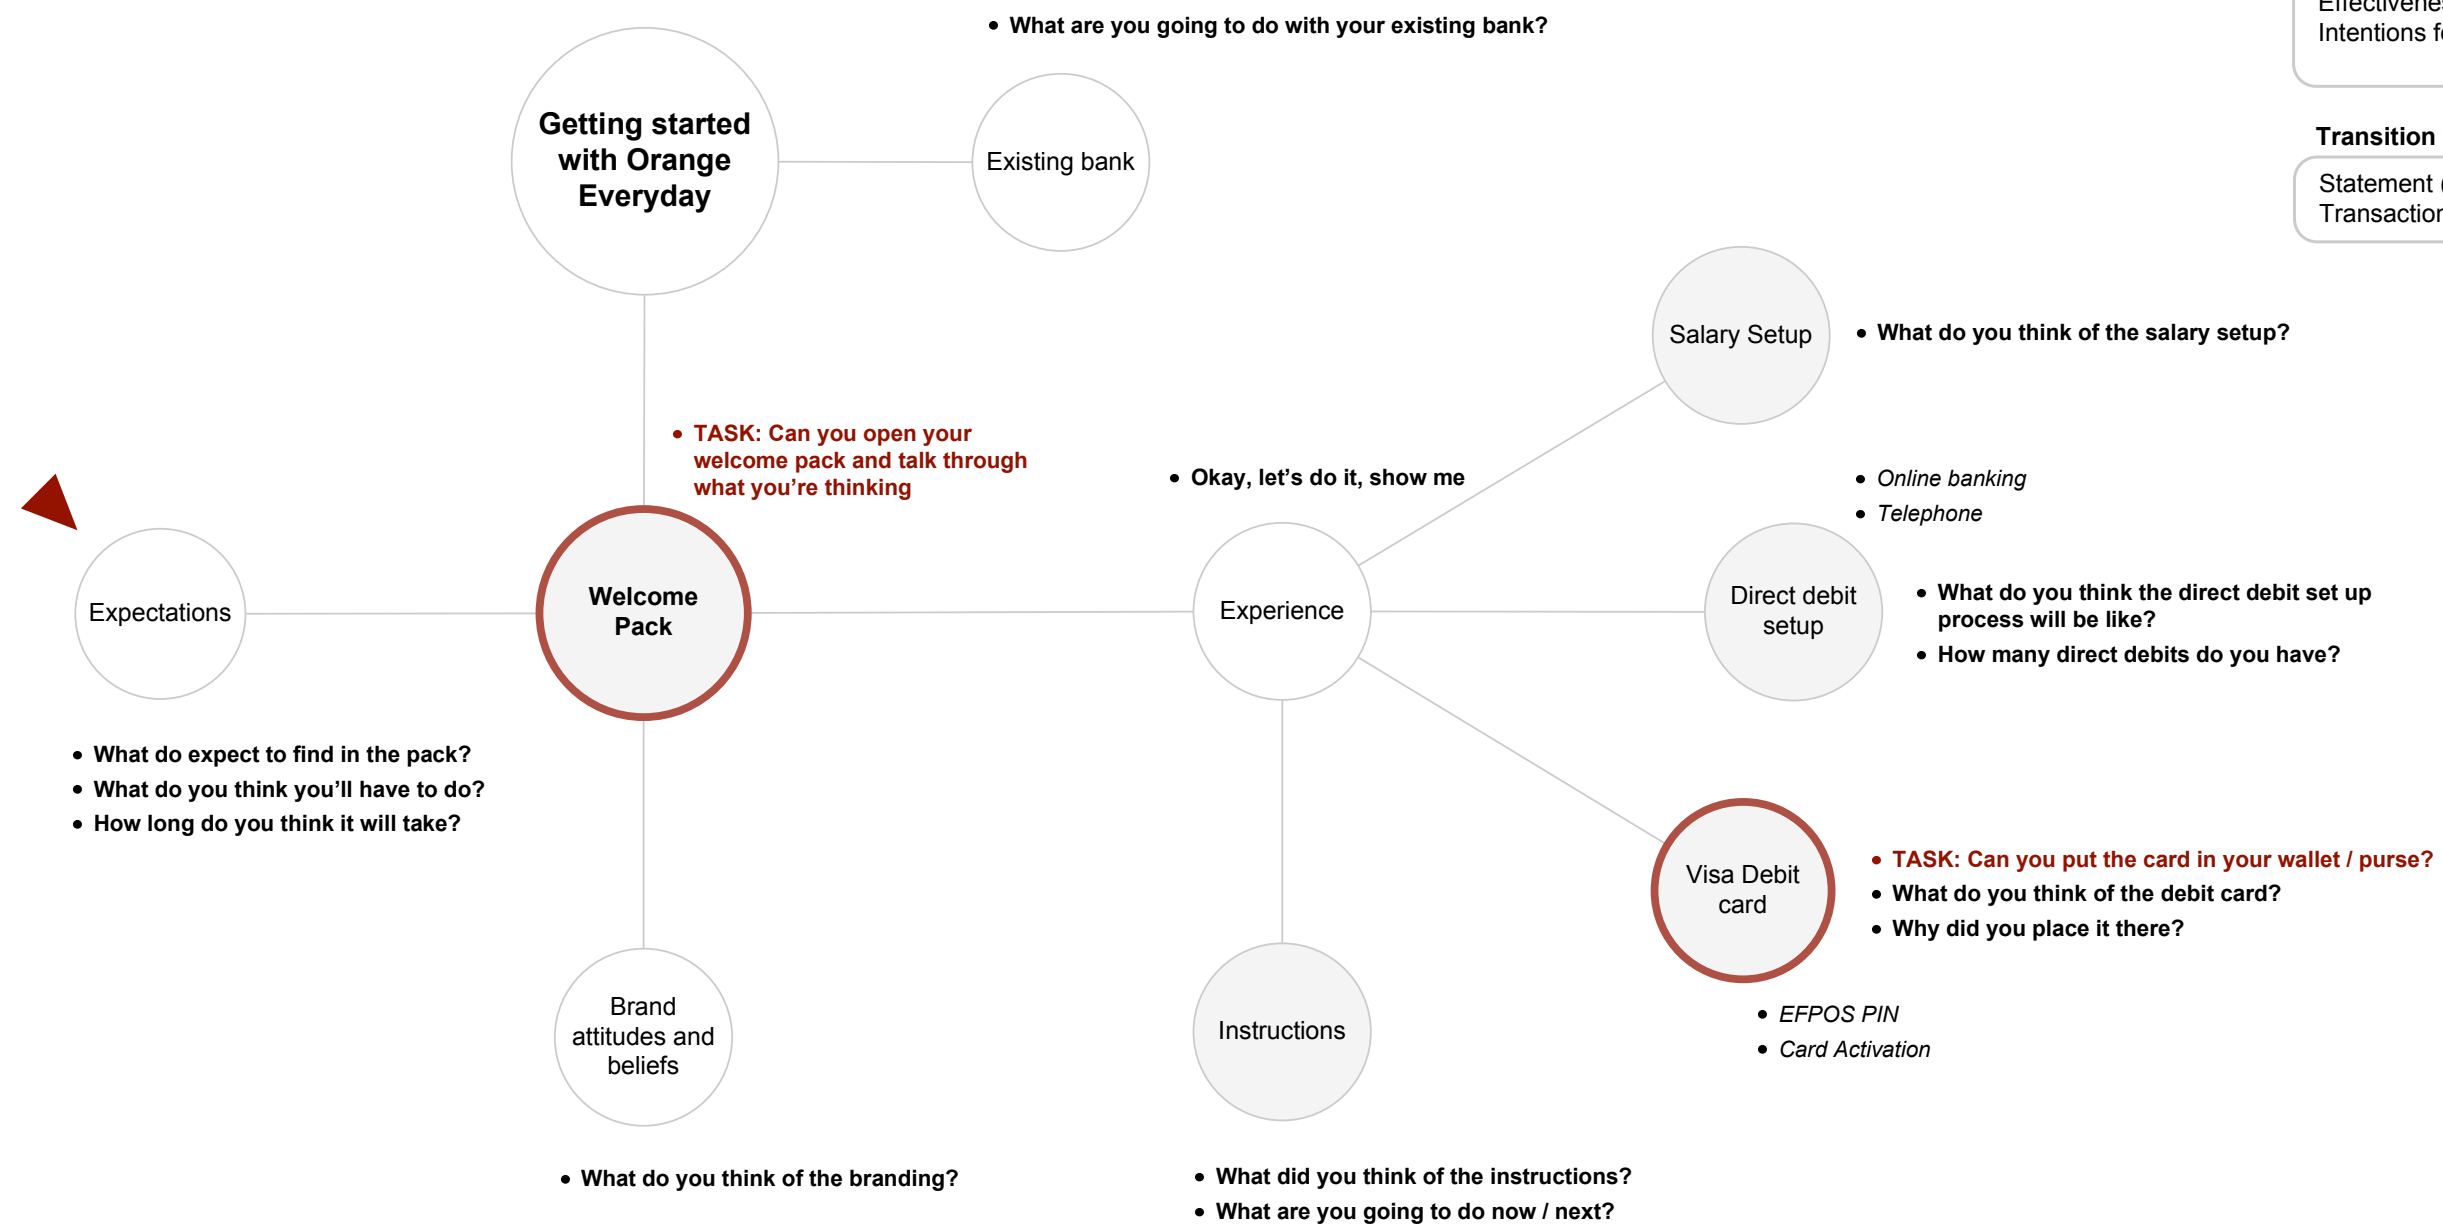 What are you going to do with your existing bank?
Intentions
Getting started
with Orange
Everyday
Existing bank
Transition
Statement
Salary Setup
What do you think of the salary setup?
TASK: Can you open your
welcome pack and talk through
what you're thinking
Okay, let's do it, show me
Online banking
Telephone
Expectations
Welcome
Pack
Experience
Direct debit
setup
What do you think the direct debit set up
process will be like?
How many direct debits do you have?
What do expect to find in the pack?
What do you think you'll have to do?
How long do you think it will take?
Visa Debit
card
TASK: Can you put the card in your wallet / purse?
What do you think of the debit card?
Why did you place it there?
Brand
attitudes and
beliefs
Instructions
EFPOS PIN
Card Activation
What do you think of the branding?
What did you think of the instructions?
What are you going to do now / next?